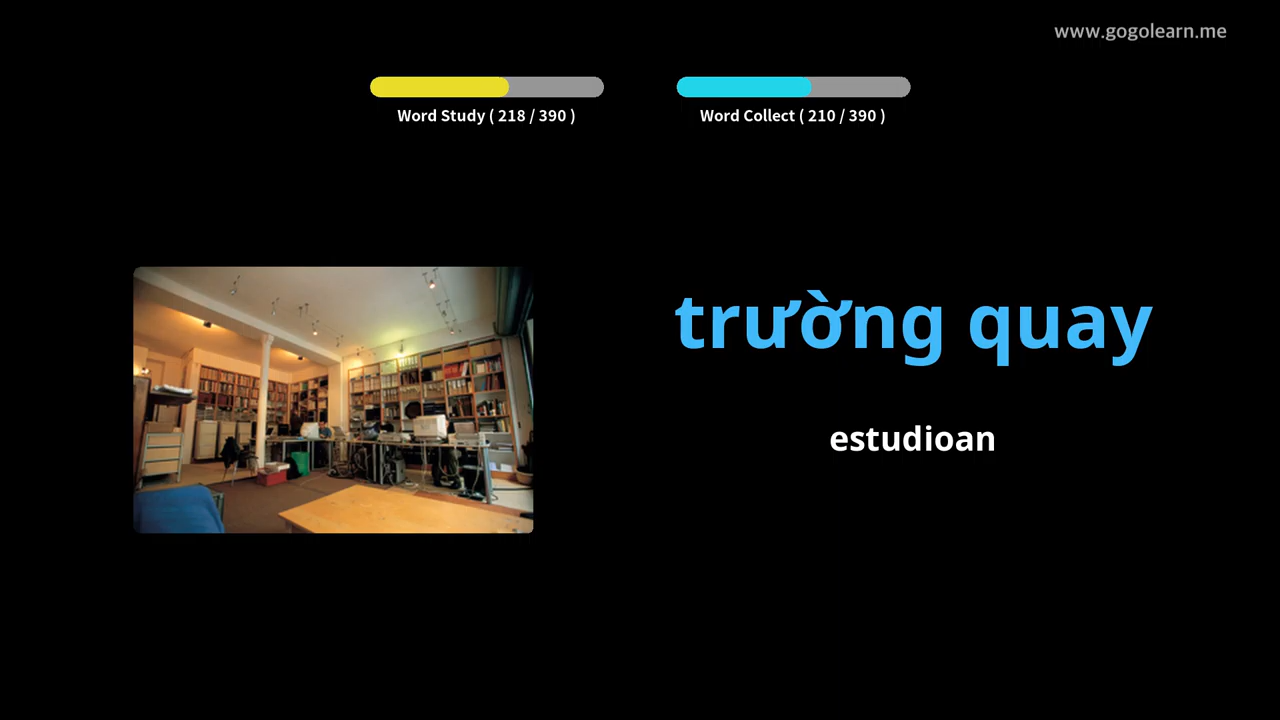 www.gogolearn.me
Word Study ( 218 / 390 )
Word Collect ( 210 / 390 )
trường quay
estudioan